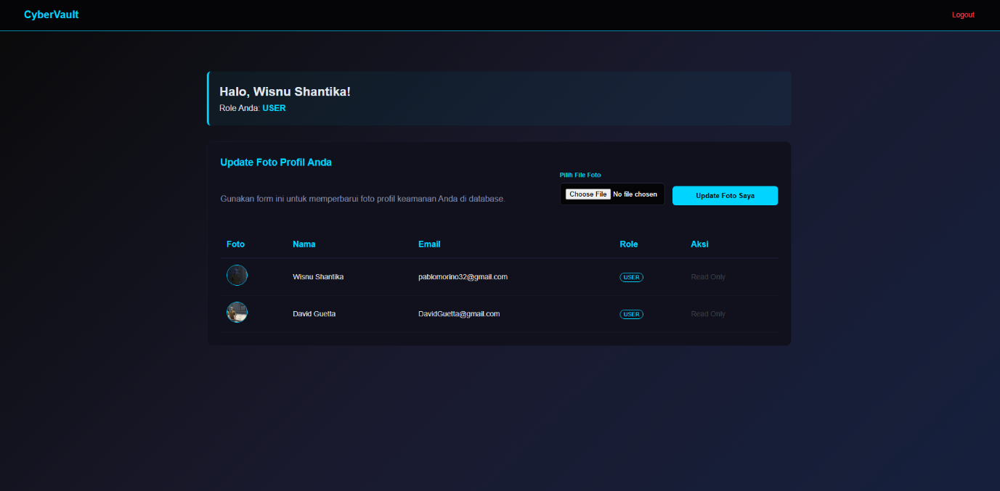 CyberVault
Logout
Halo, Wisnu Shantika!
Role Anda: USER
Update Foto Profil Anda
Gunakan form ini untuk memperbarui foto profil keamanan Anda di database.
Pilih File Foto
Choose File No file chosen
Update Foto Saya
Foto Nama Email Role Aksi
Wisnu Shantika pablomorino32@gmail.com USER Read Only
David Guetta DavidGuetta@gmail.com USER Read Only